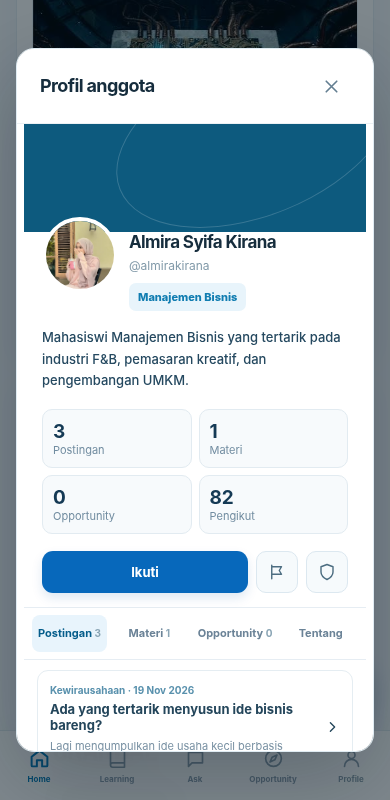 Profil anggota
Almira Syifa Kirana
@almirakirana
Manajemen Bisnis
Mahasiswi Manajemen Bisnis yang tertarik pada
industri F&B, pemasaran kreatif, dan
pengembangan UMKM.
3
Postingan
1
Materi
0
Opportunity
82
Pengikut
Ikuti
Postingan 3
Materi 1
Opportunity 0
Tentang
Kewirausahaan · 19 Nov 2026
Ada yang tertarik menyusun ide bisnis
bareng?
Lagi mengumpulkan ide usaha kecil berbasis
Home
Learning
Ask
Opportunity
Profile